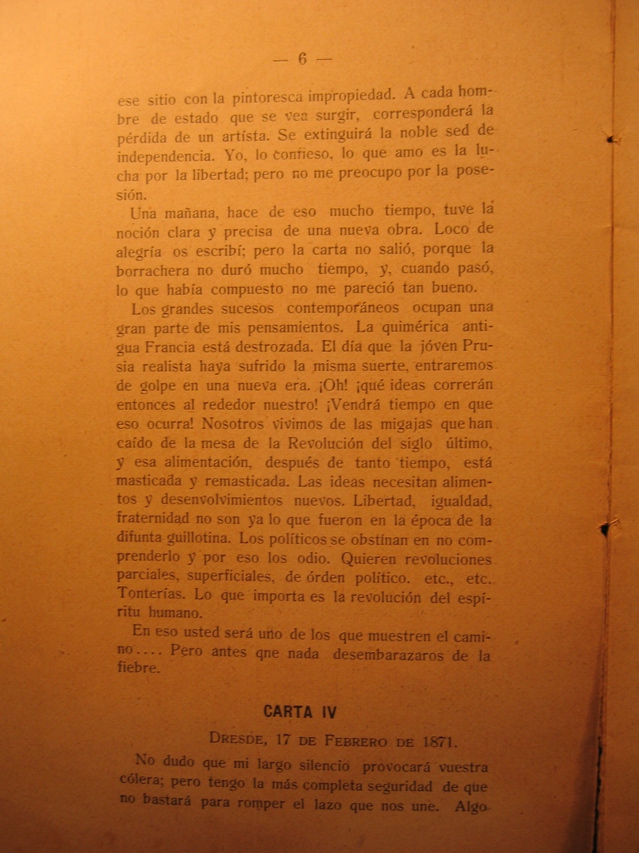 — 6 —
ese sitio con la pintoresca impropiedad. A cada hom-
bre de estado que se vea surgir, corresponderá la
pérdida de un artista. Se extinguirá la noble sed de
independencia. Yo, lo confieso, lo que amo es la lu-
cha por la libertad; pero no me preocupo por la pose-
sión.
Una mañana, hace de eso mucho tiempo, tuve la
noción clara y precisa de una nueva obra. Loco de
alegría os escribí; pero la carta no salió, porque la
borrachera no duró mucho tiempo, y, cuando pasó,
lo que había compuesto no me pareció tan bueno.
Los grandes sucesos contemporáneos ocupan una
gran parte de mis pensamientos. La quimérica anti-
gua Francia está destrozada. El día que la jóven Pru-
sia realista haya sufrido la misma suerte, entraremos
de golpe en una nueva era. ¡Oh! ¡qué ideas correrán
entonces al rededor nuestro! ¡Vendrá tiempo en que
eso ocurra! Nosotros vivimos de las migajas que han
caído de la mesa de la Revolución del siglo último,
y esa alimentación, después de tanto tiempo, está
masticada y remasticada. Las ideas necesitan alimen-
tos y desenvolvimientos nuevos. Libertad, igualdad,
fraternidad no son ya lo que fueron en la época de la
difunta guillotina. Los políticos se obstinan en no com-
prenderlo y por eso los odio. Quieren revoluciones
parciales, superficiales, de órden político. etc., etc.
Tonterías. Lo que importa es la revolución del espí-
ritu humano.
En eso usted será uno de los que muestren el cami-
no.... Pero antes qne nada desembarazaros de la
fiebre.
CARTA IV
DRESDE, 17 DE FEBRERO DE 1871.
No dudo que mi largo silencio provocará vuestra
cólera; pero tengo la más completa seguridad de que
no bastará para romper el lazo que nos une. Algo